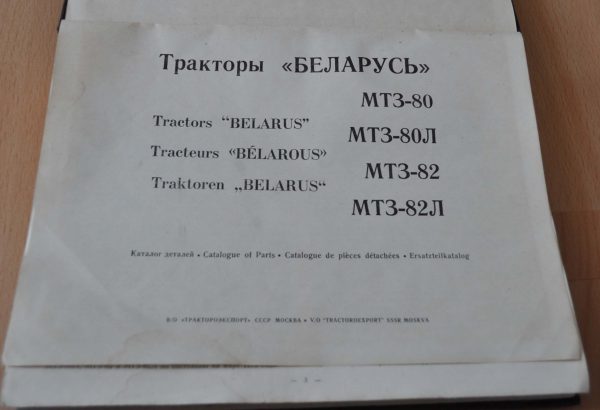 Тракторы «БЕЛАРУСЬ»
МТЗ-80
Tractors “BELARUS”
МТЗ-80Л
Tracteurs «BÉLAROUS»
МТЗ-82
Traktoren „BELARUS“
МТЗ-82Л
Каталог деталей • Catalogue of Parts • Catalogue de pièces détachées • Ersatzteilkatalog
В/О «ТРАКТОРОЭКСПОРТ» СССР МОСКВА • V/O "TRACTOROEXPORT" SSSR MOSKVA
— 3 —